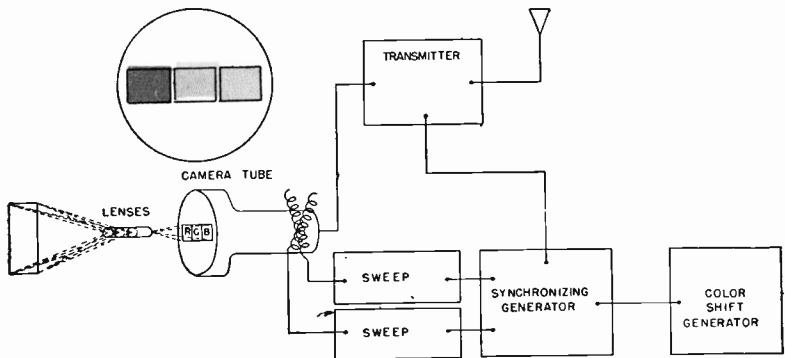 TRANSMITTER
CAMERA TUBE
LENSES
R G B
SWEEP
SWEEP
SYNCHRONIZING
GENERATOR
COLOR
SHIFT
GENERATOR